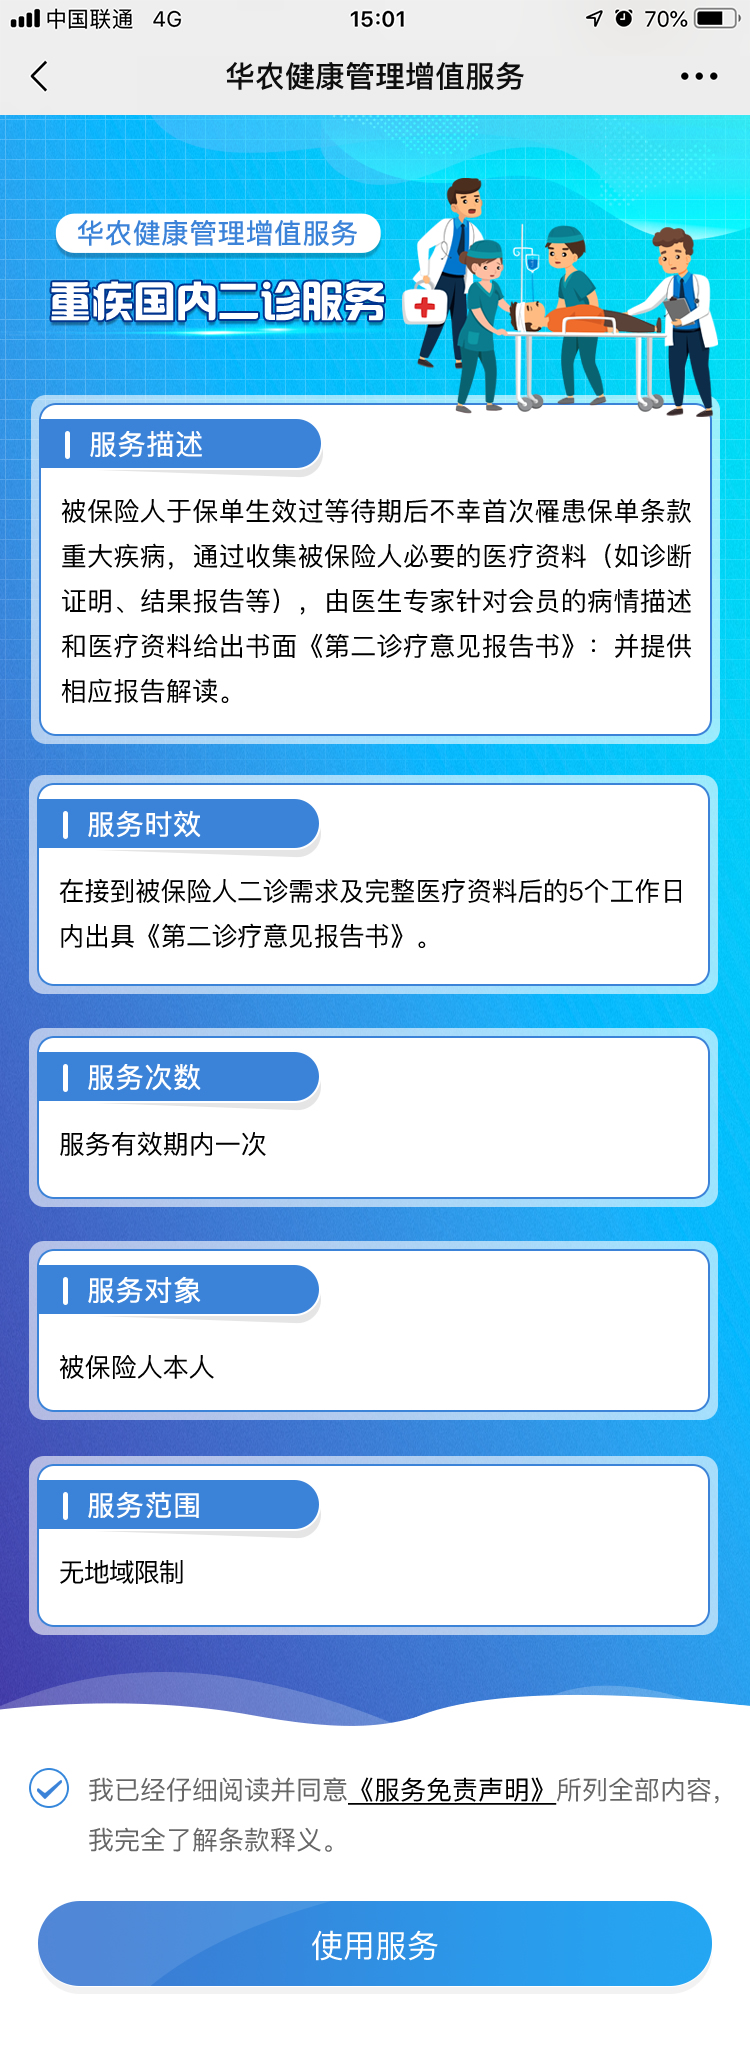 中国联通 4G 15:01 70%
华农健康管理增值服务
华农健康管理增值服务
重疾国内二诊服务
服务描述
被保险人于保单生效过等待期后不幸首次罹患保单条款
重大疾病，通过收集被保险人必要的医疗资料（如诊断
证明、结果报告等），由医生专家针对会员的病情描述
和医疗资料给出书面《第二诊疗意见报告书》：并提供
相应报告解读。
服务时效
在接到被保险人二诊需求及完整医疗资料后的5个工作日
内出具《第二诊疗意见报告书》。
服务次数
服务有效期内一次
服务对象
被保险人本人
服务范围
无地域限制
我已经仔细阅读并同意《服务免责声明》所列全部内容，
我完全了解条款释义。
使用服务